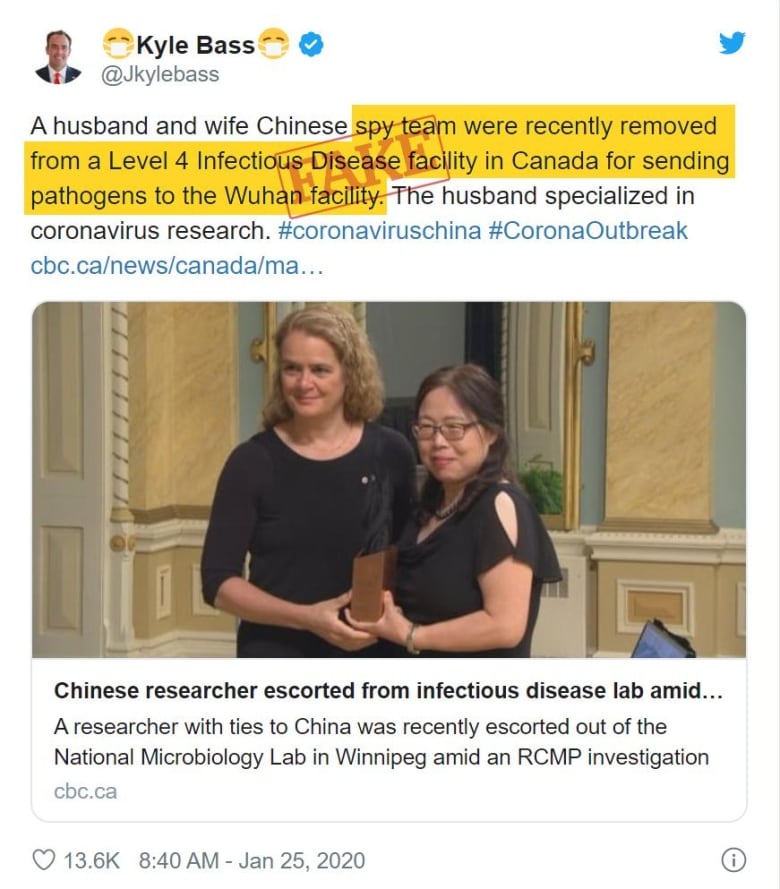 😷Kyle Bass😷
@Jkylebass
A husband and wife Chinese spy team were recently removed
from a Level 4 Infectious Disease facility in Canada for sending
pathogens to the Wuhan facility. The husband specialized in
coronavirus research. #coronaviruschina #CoronaOutbreak
cbc.ca/news/canada/ma…
FAKE
Chinese researcher escorted from infectious disease lab amid…
A researcher with ties to China was recently escorted out of the
National Microbiology Lab in Winnipeg amid an RCMP investigation
cbc.ca
13.6K 8:40 AM - Jan 25, 2020